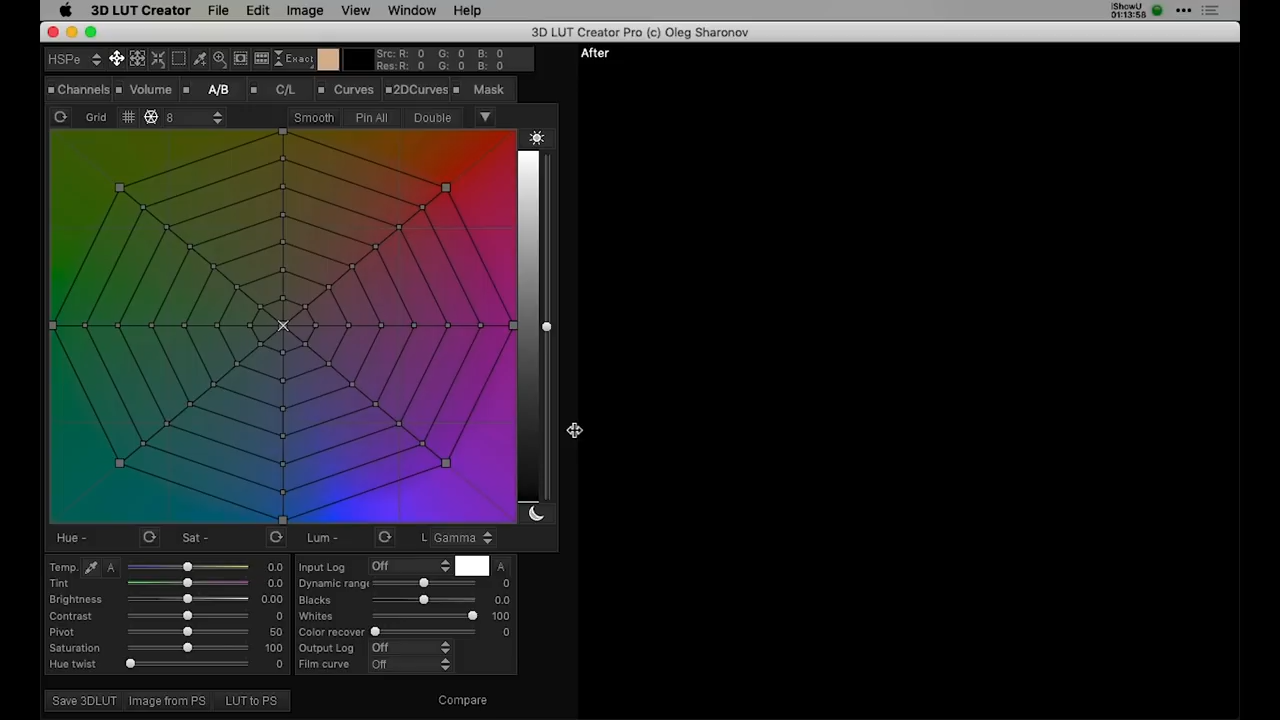 3D LUT Creator File Edit Image View Window Help iShowU 01:13:58
3D LUT Creator Pro (c) Oleg Sharonov
HSPe Exact Src: R: 0 G: 0 B: 0
Res: R: 0 G: 0 B: 0
After
Channels Volume A/B C/L Curves 2DCurves Mask
Grid 8 Smooth Pin All Double
Hue - Sat - Lum - L Gamma
Temp. A 0.0
Tint 0.0
Brightness 0.00
Contrast 0
Pivot 50
Saturation 100
Hue twist 0
Input Log Off A
Dynamic range 0
Blacks 0.0
Whites 100
Color recover 0
Output Log Off
Film curve Off
Save 3DLUT Image from PS LUT to PS Compare